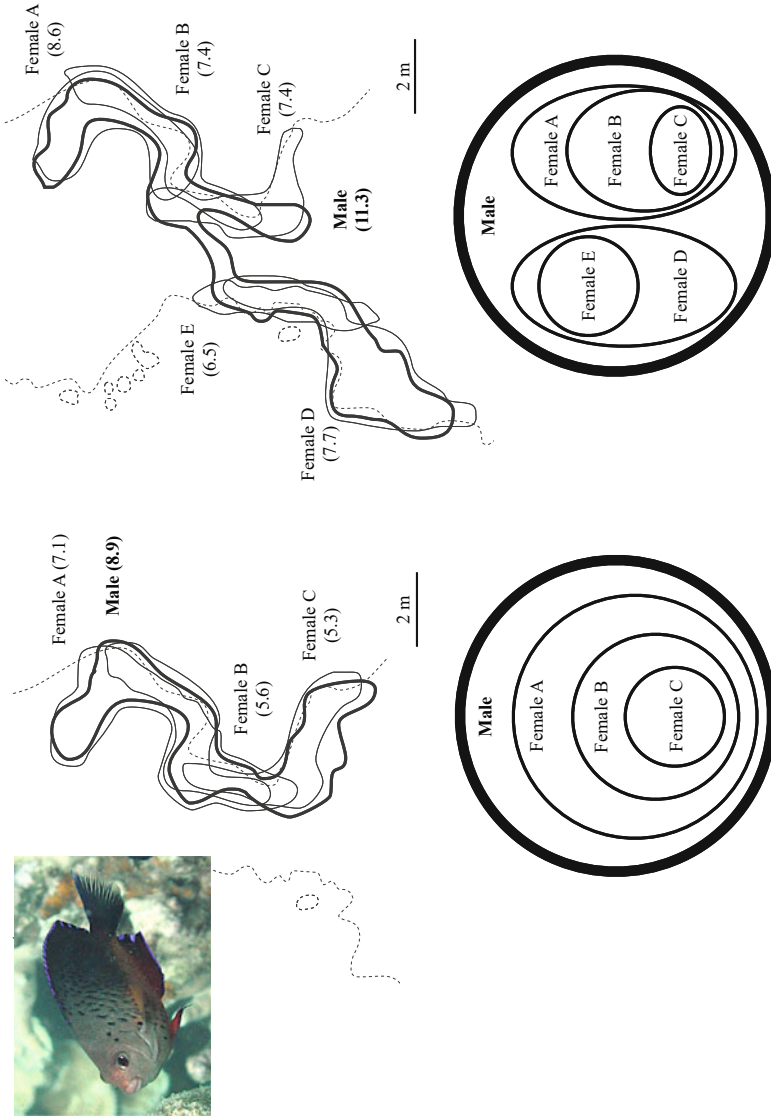 Female A
(8.6)
Female B
(7.4)
Female C
(7.4)
Male
(11.3)
Female E
(6.5)
Female D
(7.7)
2 m
Male
Female A
Female B
Female C
Female E
Female D
Female A (7.1)
Male (8.9)
Female B
(5.6)
Female C
(5.3)
2 m
Male
Female A
Female B
Female C